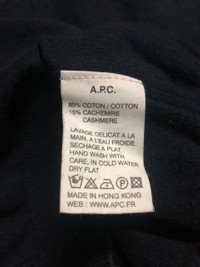 A.P.C.
85% COTON / COTTON
15% CACHEMIRE
CASHMERE
LAVAGE DELICAT A LA
MAIN, A L'EAU FROIDE.
SECHAGE A PLAT.
HAND WASH WITH
CARE, IN COLD WATER
DRY FLAT
MADE IN HONG KONG
WEB : WWW.APC.FR